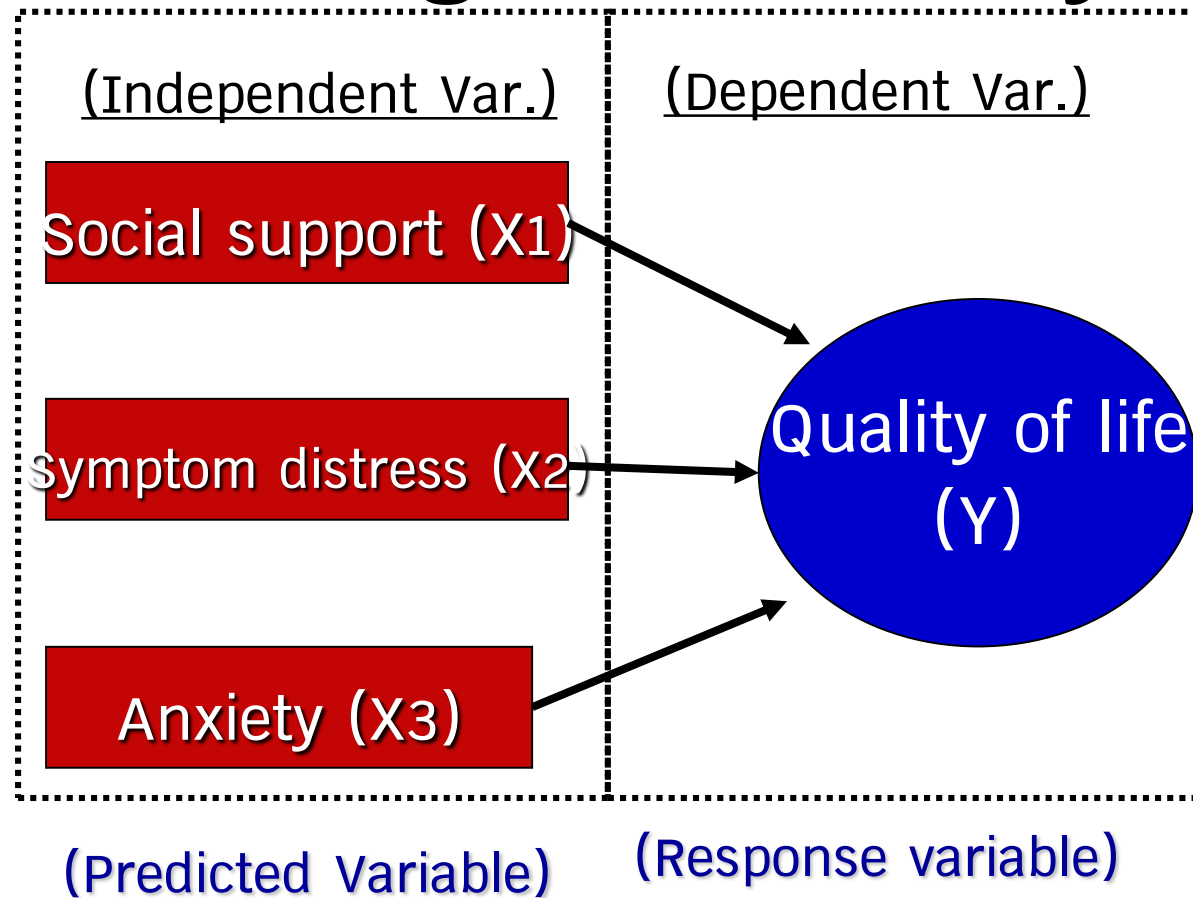 (Independent Var.)
(Dependent Var.)
Social support (X1)
Symptom distress (X2)
Anxiety (X3)
Quality of life
(Y)
(Predicted Variable)
(Response variable)